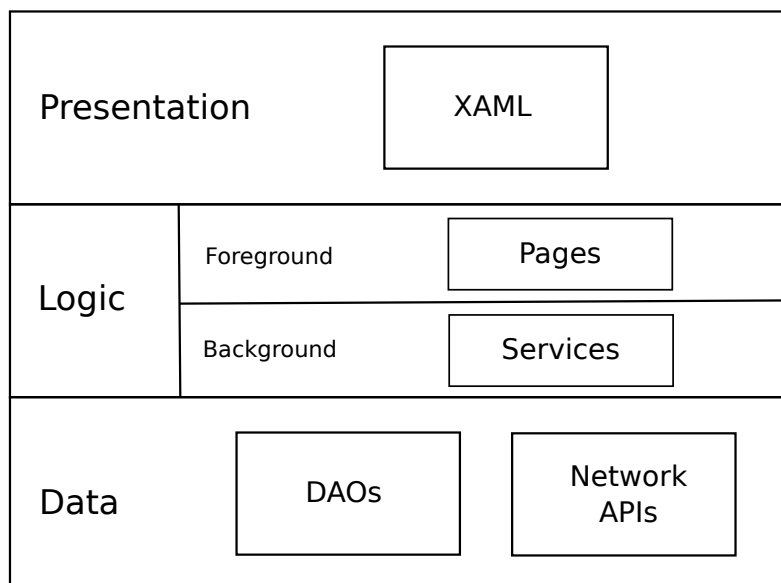 Presentation
XAML
Logic
Foreground
Pages
Background
Services
Data
DAOs
Network
APIs